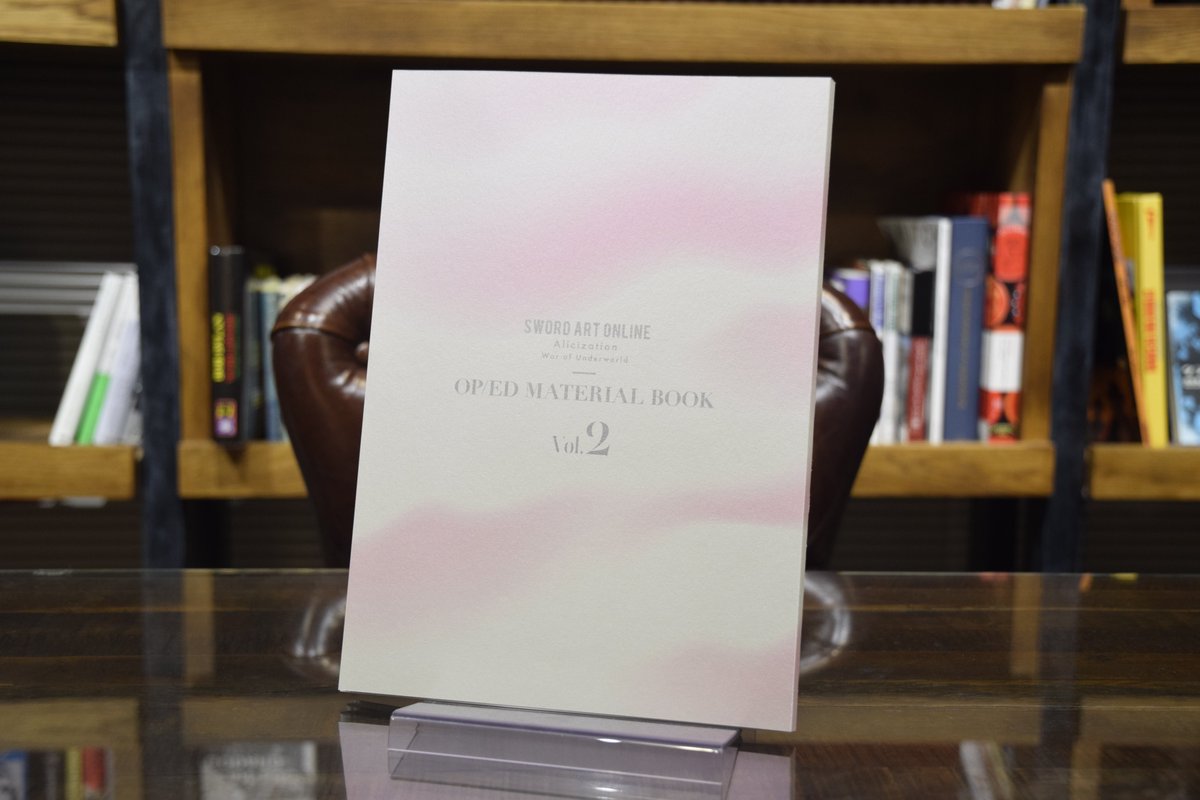 SWORD ART ONLINE
Alicization
War of Underworld
OP/ED MATERIAL BOOK
Vol.2